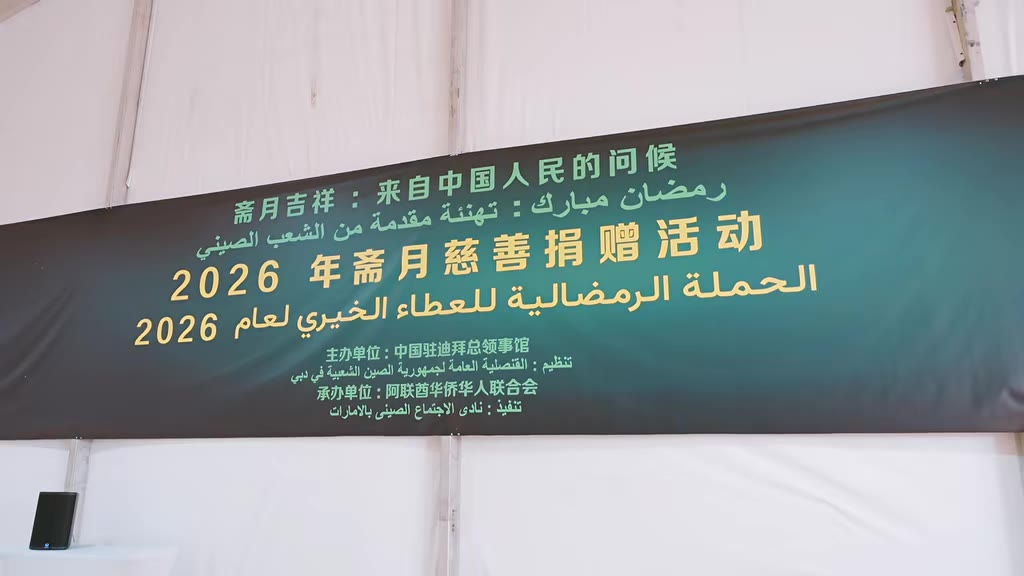 斋月吉祥：来自中国人民的问候
رمضان مبارك : تهنئة مقدمة من الشعب الصيني
2026 年斋月慈善捐赠活动
الحملة الرمضالية للعطاء الخيري لعام 2026
主办单位：中国驻迪拜总领事馆
تنظيم : القنصلية العامة لجمهورية الصين الشعبية في دبي
承办单位：阿联酋华侨华人联合会
تنفيذ : نادى الاجتماع الصينى بالامارات